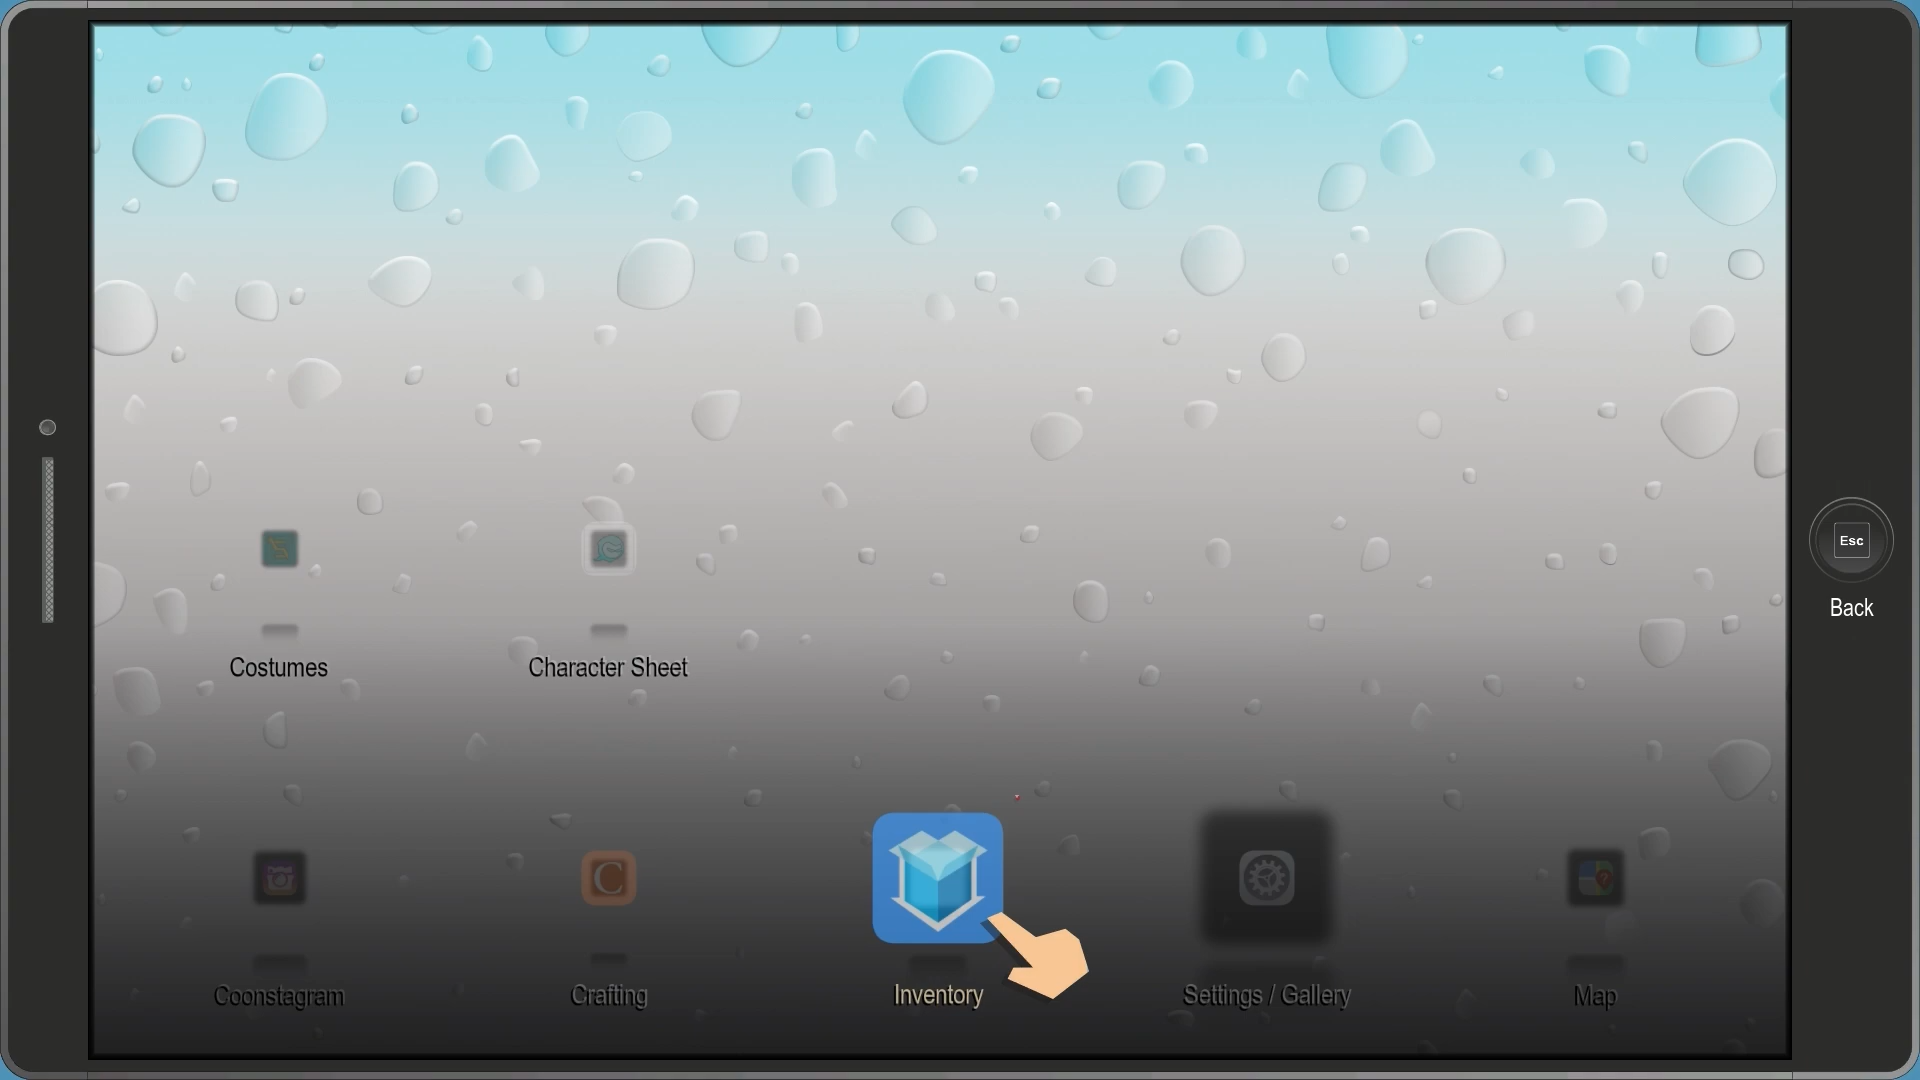 Esc
Back
Costumes
Character Sheet
C
Coonstagram
Crafting
Inventory
Settings / Gallery
Map